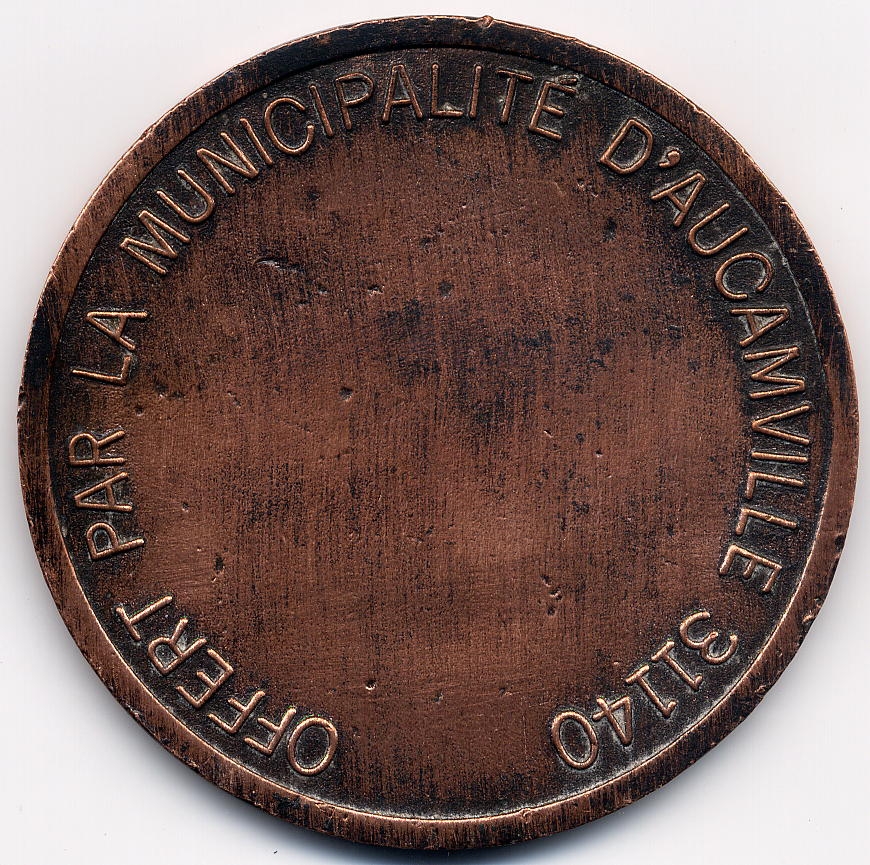 OFFERT PAR LA MUNICIPALITÉ D'AUCAMVILLE 31140